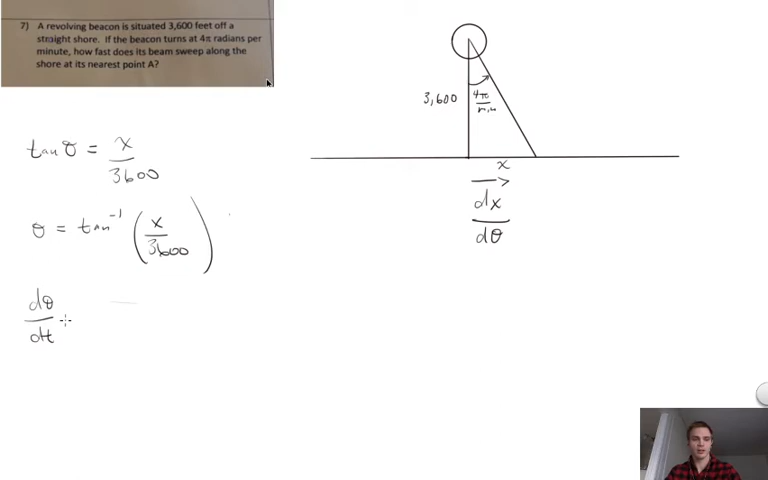 7) A revolving beacon is situated 3,600 feet off a
straight shore. If the beacon turns at 4π radians per
minute, how fast does its beam sweep along the
shore at its nearest point A?
3,600
4π
min
x
dx
dθ
tan θ = x
3600
θ = tan⁻¹ ( x
3600 )
dθ
dt